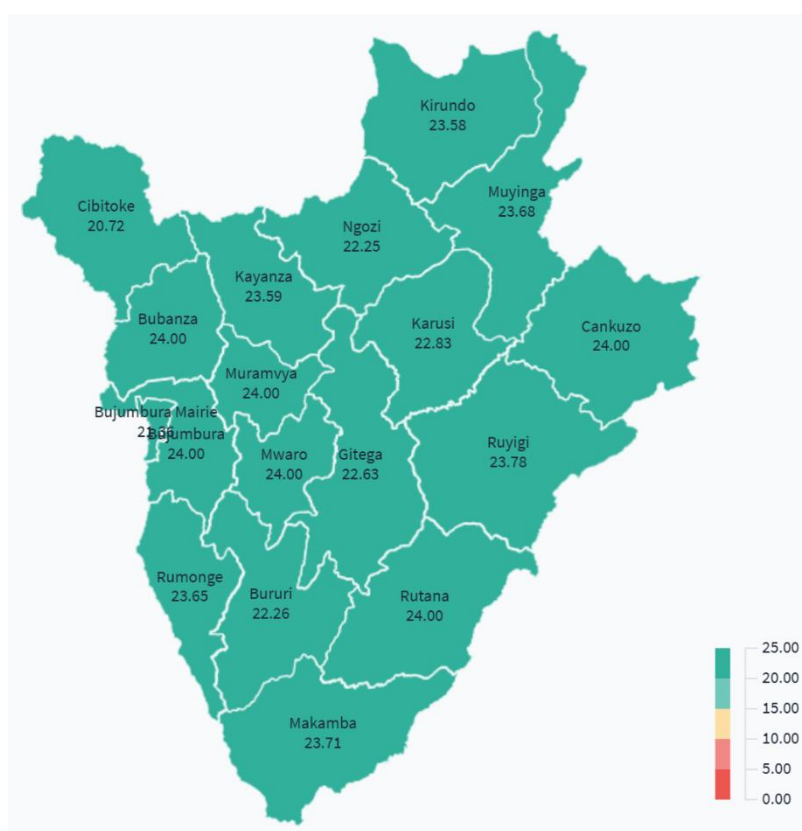 Kirundo
23.58
Muyinga
23.68
Cibitoke
20.72
Ngozi
22.25
Kayanza
23.59
Bubanza
24.00
Karusi
22.83
Cankuzo
24.00
Muramvya
24.00
Bujumbura Mairie
Bujumbura
24.00
Mwaro
24.00
Gitega
22.63
Ruyigi
23.78
Rumonge
23.65
Bururi
22.26
Rutana
24.00
Makamba
23.71
25.00
20.00
15.00
10.00
5.00
0.00